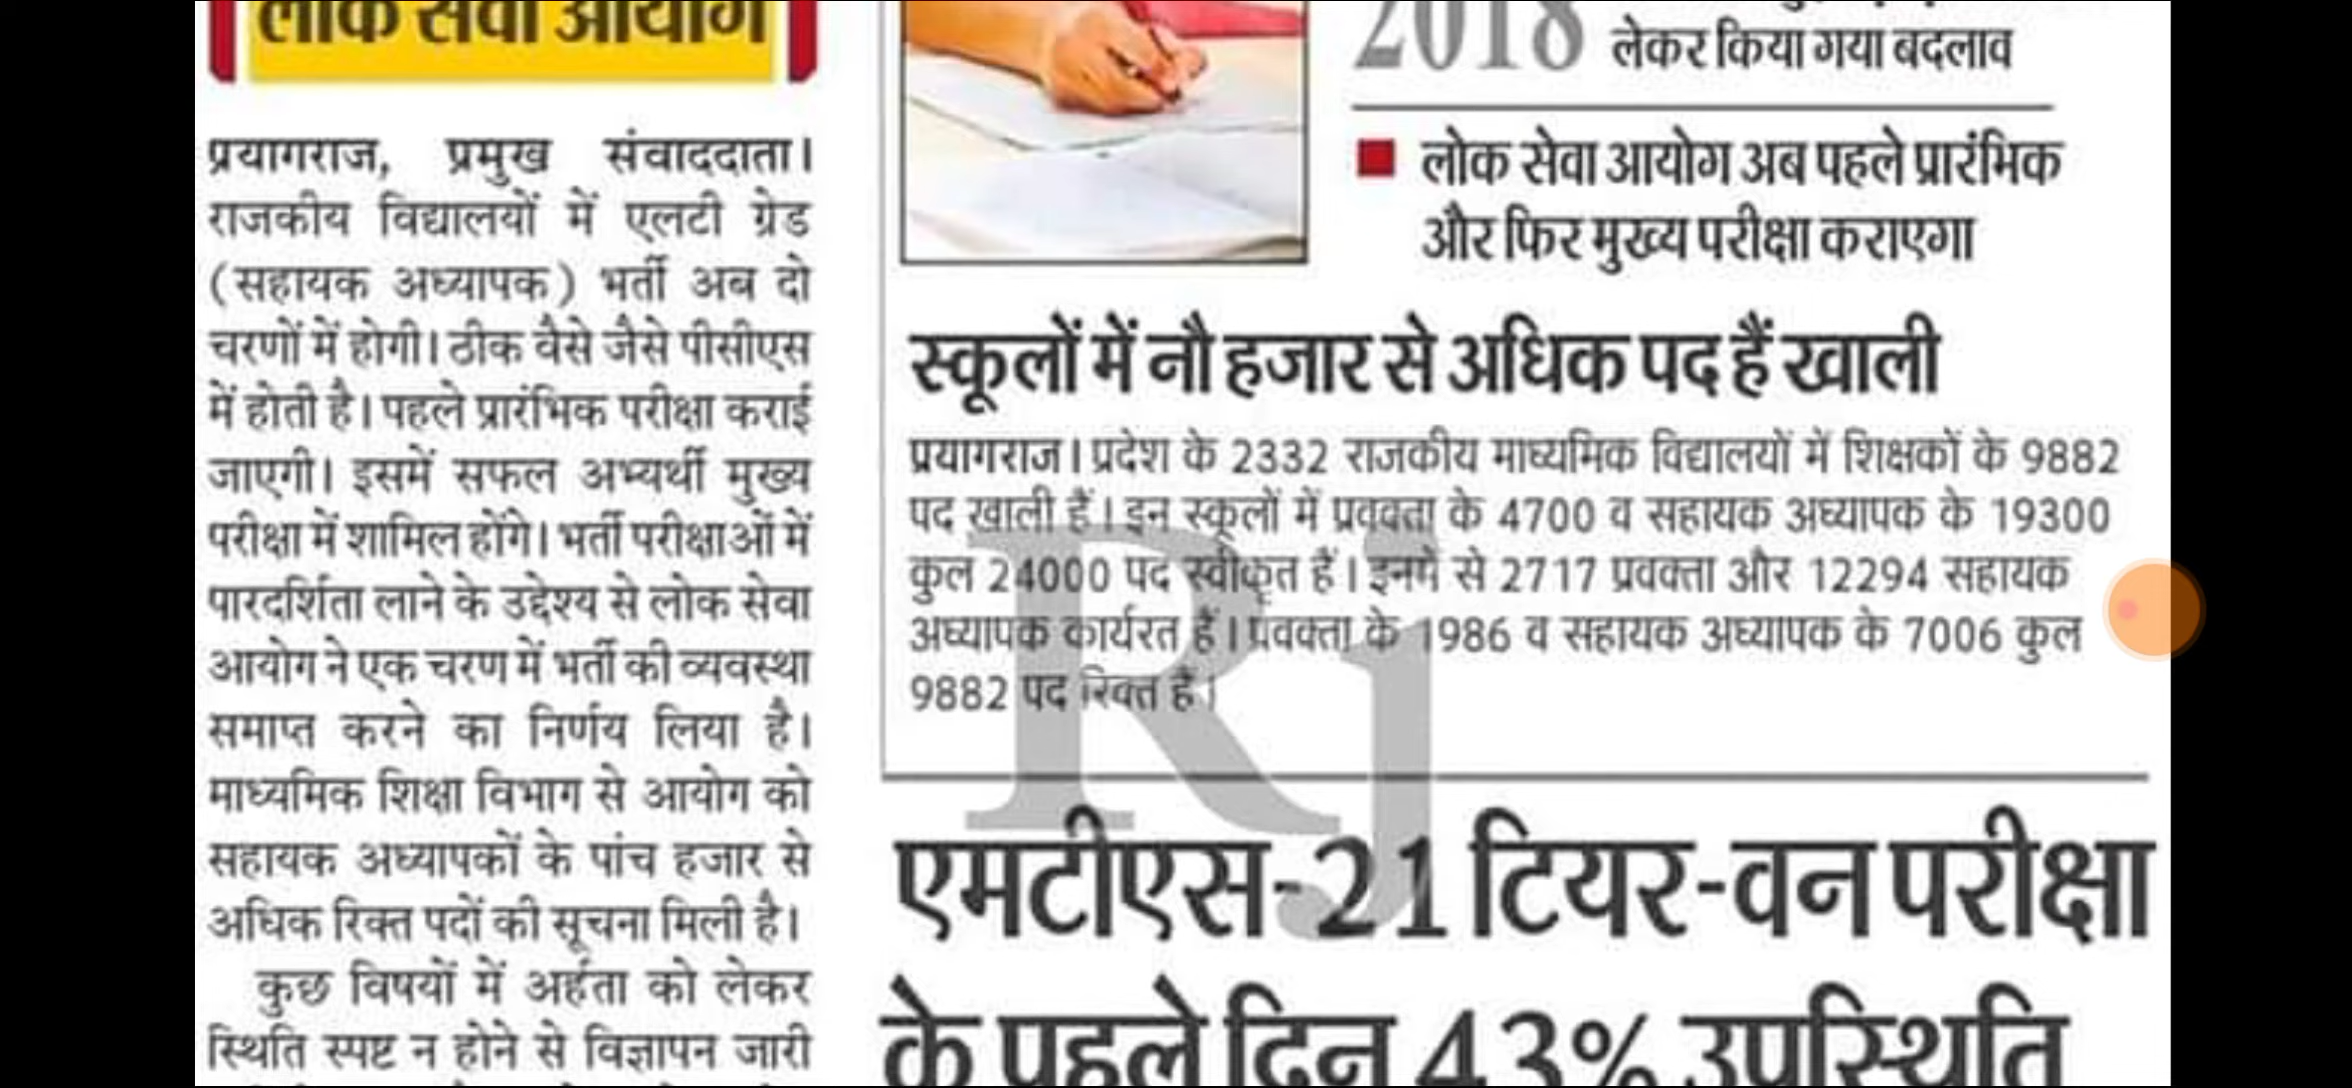 लोक सेवा आयोग
प्रयागराज, प्रमुख संवाददाता।
राजकीय विद्यालयों में एलटी ग्रेड
(सहायक अध्यापक) भर्ती अब दो
चरणों में होगी। ठीक वैसे जैसे पीसीएस
में होती है। पहले प्रारंभिक परीक्षा कराई
जाएगी। इसमें सफल अभ्यर्थी मुख्य
परीक्षा में शामिल होंगे। भर्ती परीक्षाओं में
पारदर्शिता लाने के उद्देश्य से लोक सेवा
आयोग ने एक चरण में भर्ती की व्यवस्था
समाप्त करने का निर्णय लिया है।
माध्यमिक शिक्षा विभाग से आयोग को
सहायक अध्यापकों के पांच हजार से
अधिक रिक्त पदों की सूचना मिली है।
कुछ विषयों में अर्हता को लेकर
स्थिति स्पष्ट न होने से विज्ञापन जारी
2018
लेकर किया गया बदलाव
लोक सेवा आयोग अब पहले प्रारंभिक
और फिर मुख्य परीक्षा कराएगा
स्कूलों में नौ हजार से अधिक पद हैं खाली
प्रयागराज। प्रदेश के 2332 राजकीय माध्यमिक विद्यालयों में शिक्षकों के 9882
पद खाली हैं। इन स्कूलों में प्रवक्ता के 4700 व सहायक अध्यापक के 19300
कुल 24000 पद स्वीकृत हैं। इनमें से 2717 प्रवक्ता और 12294 सहायक
अध्यापक कार्यरत हैं। प्रवक्ता के 1986 व सहायक अध्यापक के 7006 कुल
9882 पद रिक्त हैं।
Rj
एमटीएस-21 टियर-वन परीक्षा
के पहले दिन 43% उपस्थिति